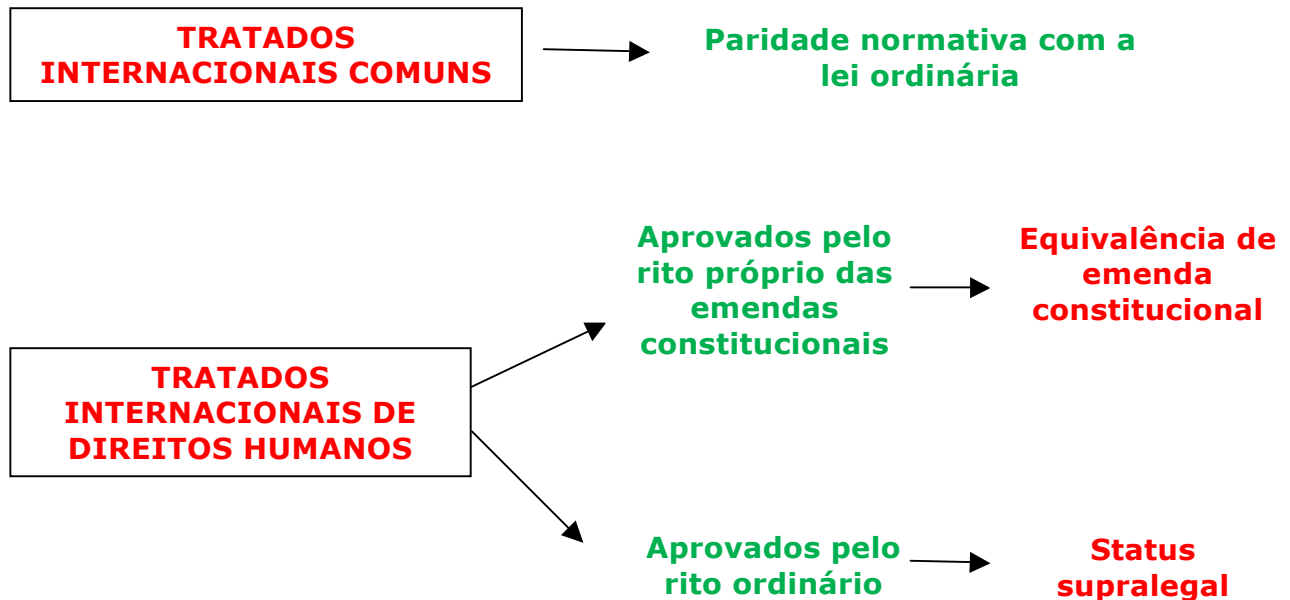 TRATADOS
INTERNACIONAIS COMUNS
Paridade normativa com a
lei ordinária
Aprovados pelo
rito próprio das
emendas
constitucionais
Equivalência de
emenda
constitucional
TRATADOS
INTERNACIONAIS DE
DIREITOS HUMANOS
Aprovados pelo
rito ordinário
Status
supralegal